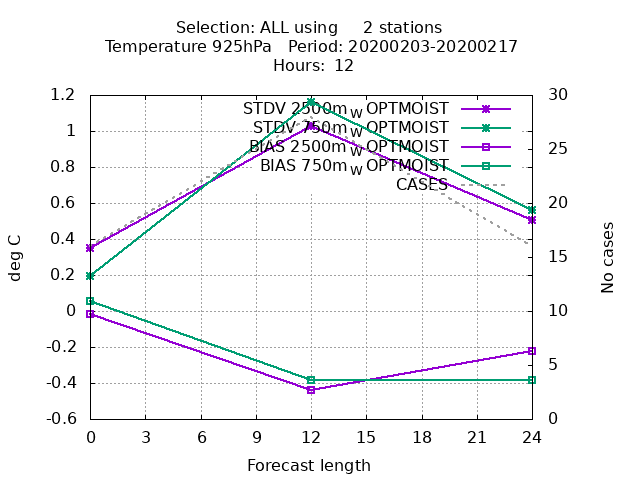 Selection: ALL using     2 stations
Temperature 925hPa   Period: 20200203-20200217
Hours: 12
1.2
1
0.8
0.6
0.4
0.2
0
-0.2
-0.4
-0.6
deg C
STDV 2500m W OPTMOIST
STDV 750m W OPTMOIST
BIAS 2500m W OPTMOIST
BIAS 750m W OPTMOIST
CASES
30
25
20
15
10
5
0
No cases
0 3 6 9 12 15 18 21 24
Forecast length